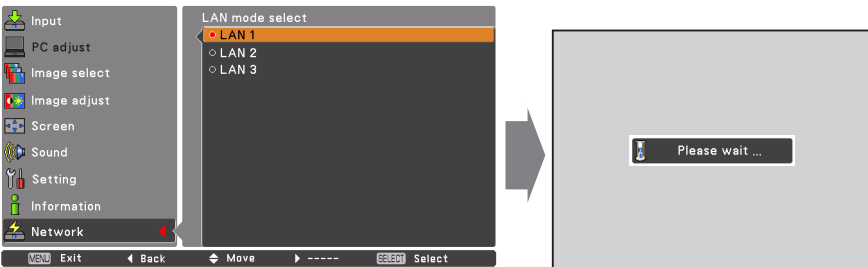 Input
PC adjust
Image select
Image adjust
Screen
Sound
Setting
Information
Network
LAN mode select
LAN 1
LAN 2
LAN 3
MENU Exit Back Move ----- SELECT Select
Please wait ...